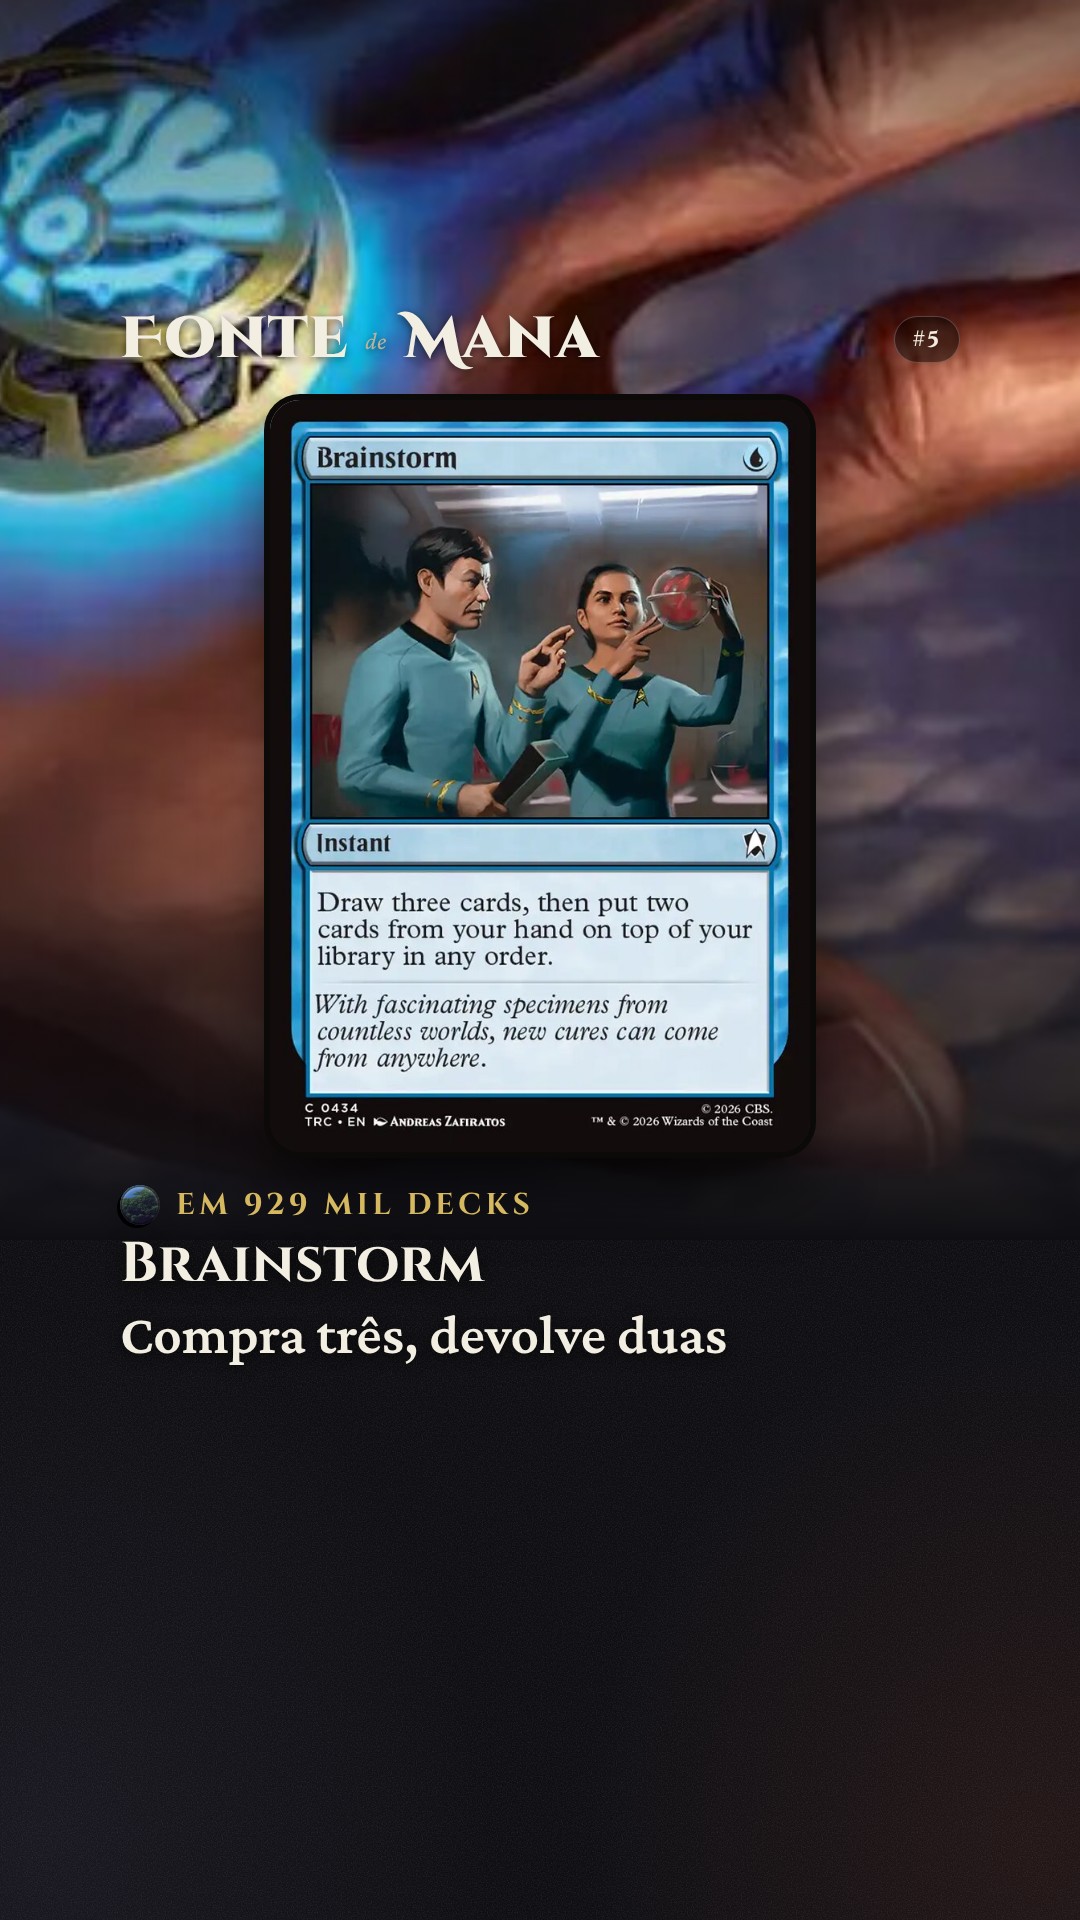 Fonte de Mana
#5
Brainstorm
Instant
Draw three cards, then put two
cards from your hand on top of your
library in any order.
With fascinating specimens from
countless worlds, new cures can come
from anywhere.
C 0434
TRC • EN Andreas Zafiratos
© 2026 CBS.
™ & © 2026 Wizards of the Coast
EM 929 MIL DECKS
Brainstorm
Compra três, devolve duas